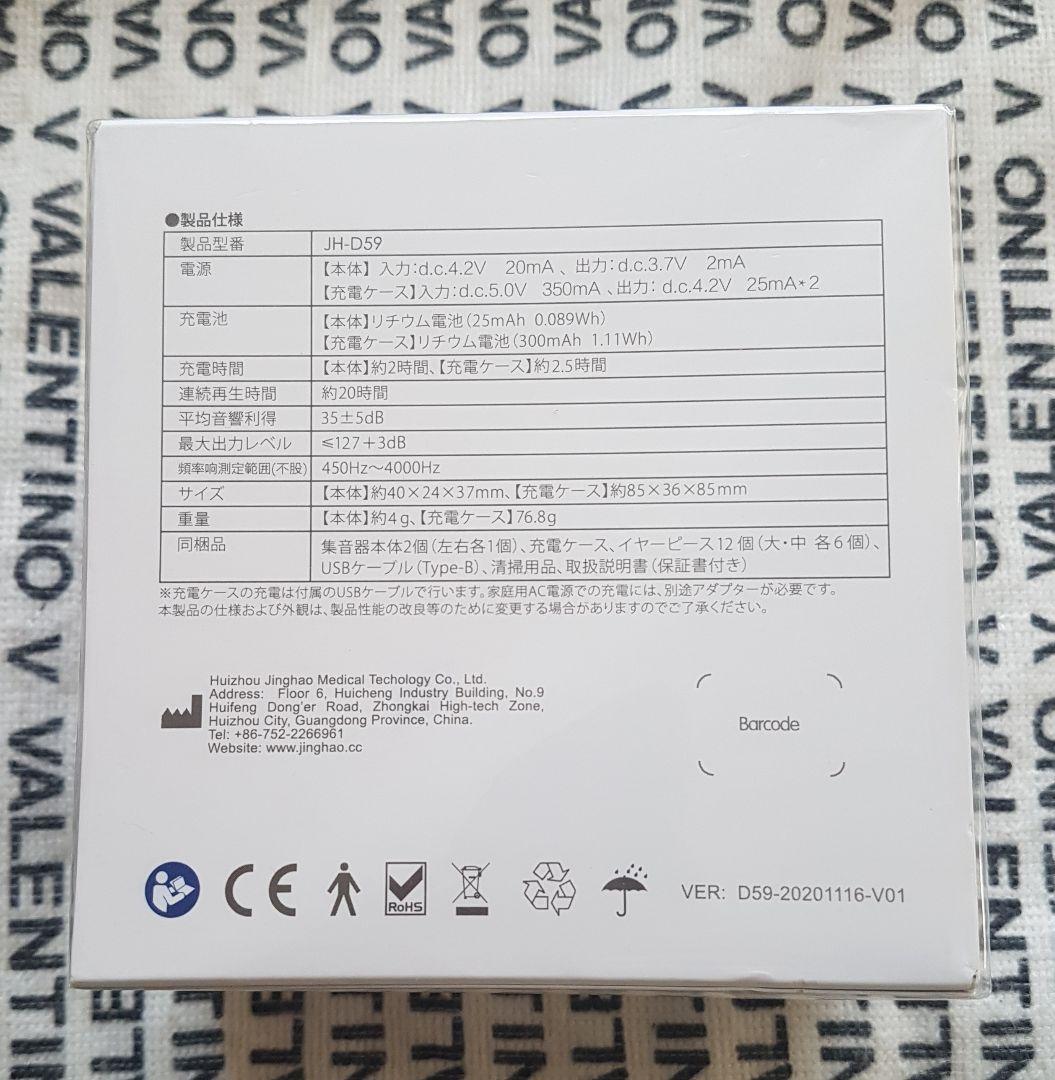 ●製品仕様
製品型番 JH-D59
電源 【本体】入力:d.c.4.2V 20mA、出力:d.c.3.7V 2mA
【充電ケース】入力:d.c.5.0V 350mA、出力: d.c.4.2V 25mA*2
充電池 【本体】リチウム電池(25mAh 0.089Wh)
【充電ケース】リチウム電池(300mAh 1.11Wh)
充電時間 【本体】約2時間、【充電ケース】約2.5時間
連続再生時間 約20時間
平均音響利得 35±5dB
最大出力レベル ≤127+3dB
頻率响測定範囲(不股) 450Hz～4000Hz
サイズ 【本体】約40×24×37mm、【充電ケース】約85×36×85mm
重量 【本体】約4g、【充電ケース】76.8g
同梱品 集音器本体2個(左右各1個)、充電ケース、イヤーピース12個(大・中 各6個)、
USBケーブル(Type-B)、清掃用品、取扱説明書(保証書付き)
※充電ケースの充電は付属のUSBケーブルで行います。家庭用AC電源での充電には、別途アダプターが必要です。
本製品の仕様および外観は、製品性能の改良等のために変更する場合がありますのでご了承ください。
Huizhou Jinghao Medical Techology Co., Ltd.
Address: Floor 6, Huicheng Industry Building, No.9
Huifeng Dong'er Road, Zhongkai High-tech Zone,
Huizhou City, Guangdong Province, China.
Tel: +86-752-2266961
Website: www.jinghao.cc
Barcode
CE
RoHS
VER: D59-20201116-V01
VALENTINO V VALENTINO
VALENTINO V VALENTINO